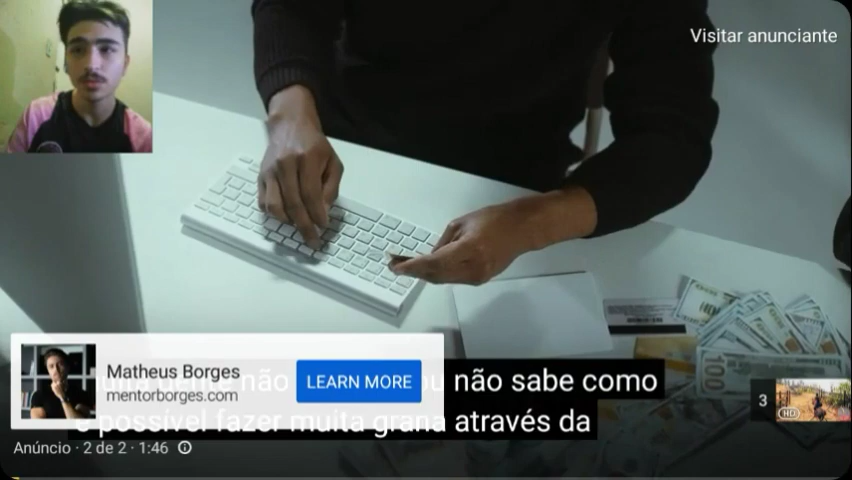 Visitar anunciante
Matheus Borges
mentorborges.com
LEARN MORE
não
não sabe como
é possível fazer muita grana através da
3
HD
100
Anúncio · 2 de 2 · 1:46